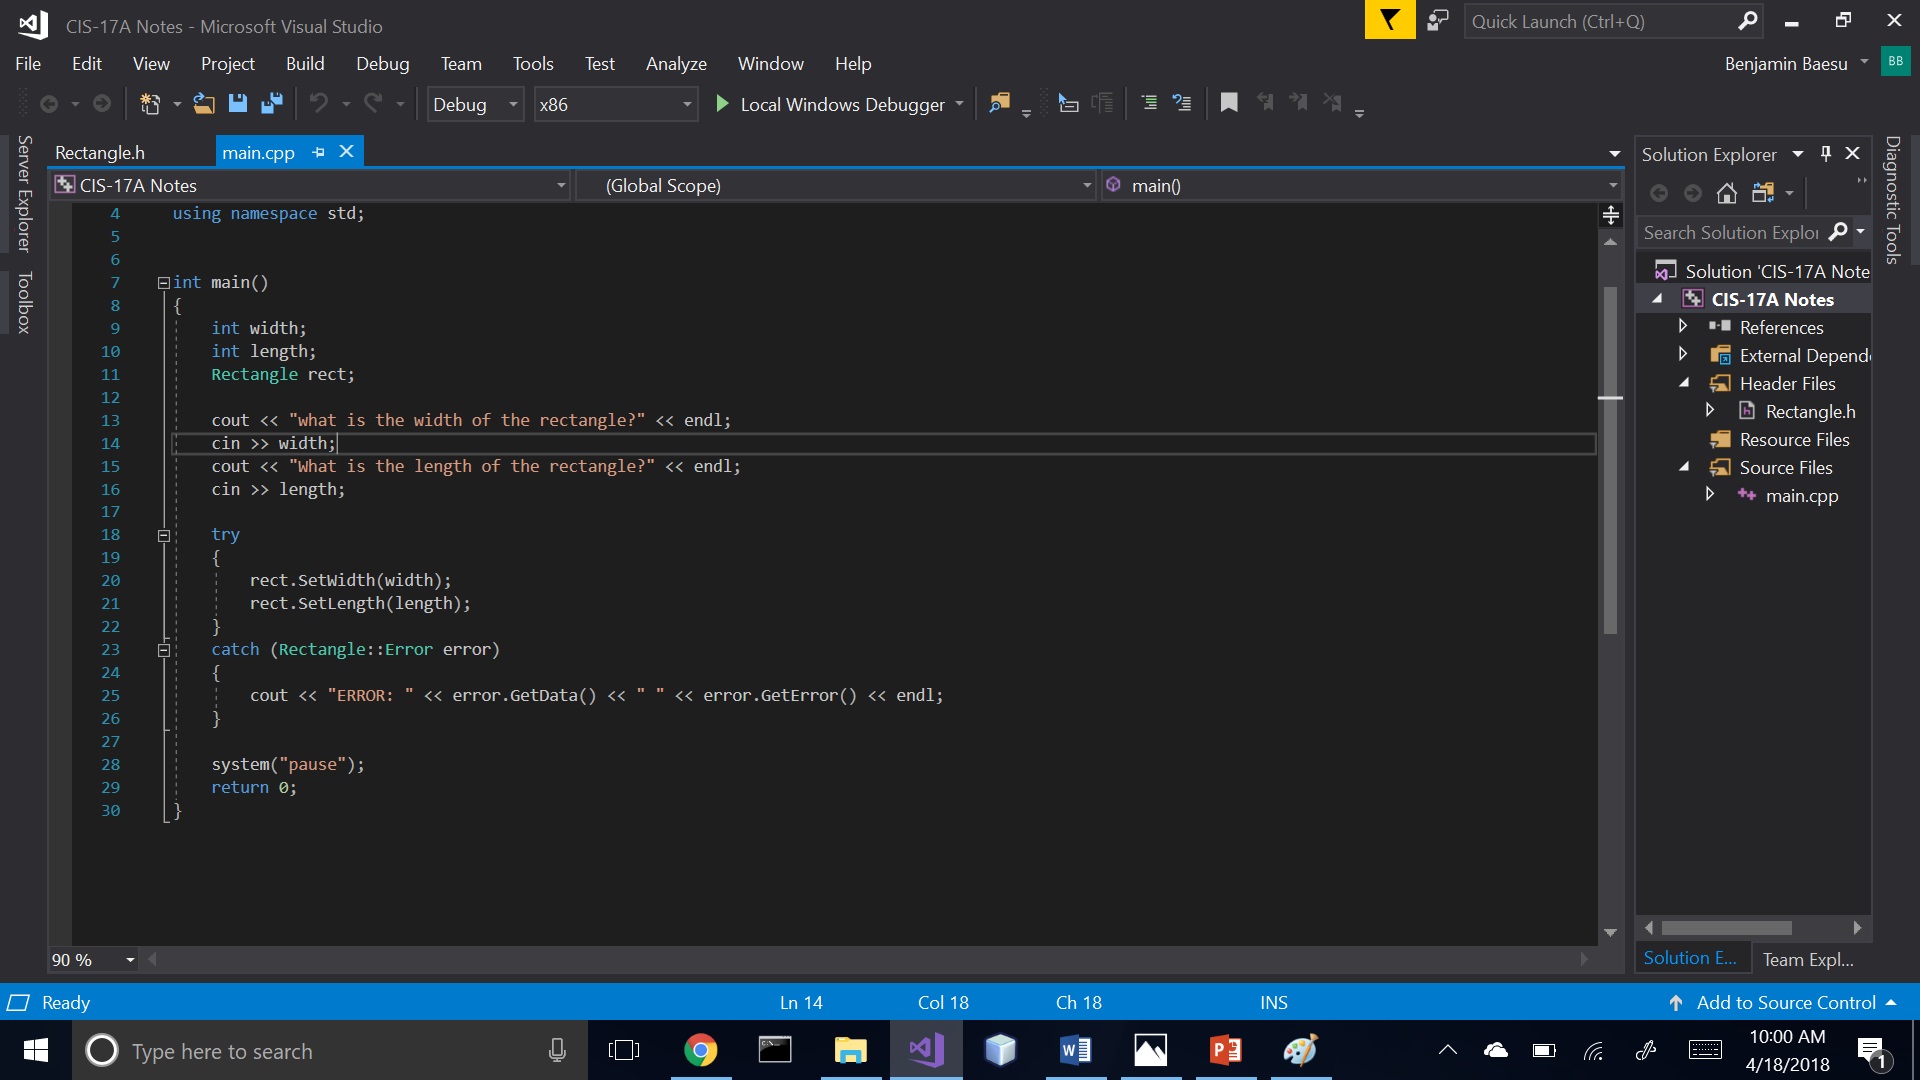 CIS-17A Notes - Microsoft Visual Studio
Quick Launch (Ctrl+Q)
File Edit View Project Build Debug Team Tools Test Analyze Window Help
Benjamin Baesu BB
Debug x86 Local Windows Debugger
Server Explorer
Toolbox
Rectangle.h main.cpp
CIS-17A Notes (Global Scope) main()
4 using namespace std;
5
6
7 int main()
8 {
9 int width;
10 int length;
11 Rectangle rect;
12
13 cout << "what is the width of the rectangle?" << endl;
14 cin >> width;
15 cout << "What is the length of the rectangle?" << endl;
16 cin >> length;
17
18 try
19 {
20 rect.SetWidth(width);
21 rect.SetLength(length);
22 }
23 catch (Rectangle::Error error)
24 {
25 cout << "ERROR: " << error.GetData() << " " << error.GetError() << endl;
26 }
27
28 system("pause");
29 return 0;
30 }
90 %
Solution Explorer
Search Solution Explor
Solution 'CIS-17A Note
CIS-17A Notes
References
External Depende
Header Files
Rectangle.h
Resource Files
Source Files
main.cpp
Solution E... Team Expl...
Diagnostic Tools
Ready Ln 14 Col 18 Ch 18 INS Add to Source Control
Type here to search
10:00 AM
4/18/2018
1